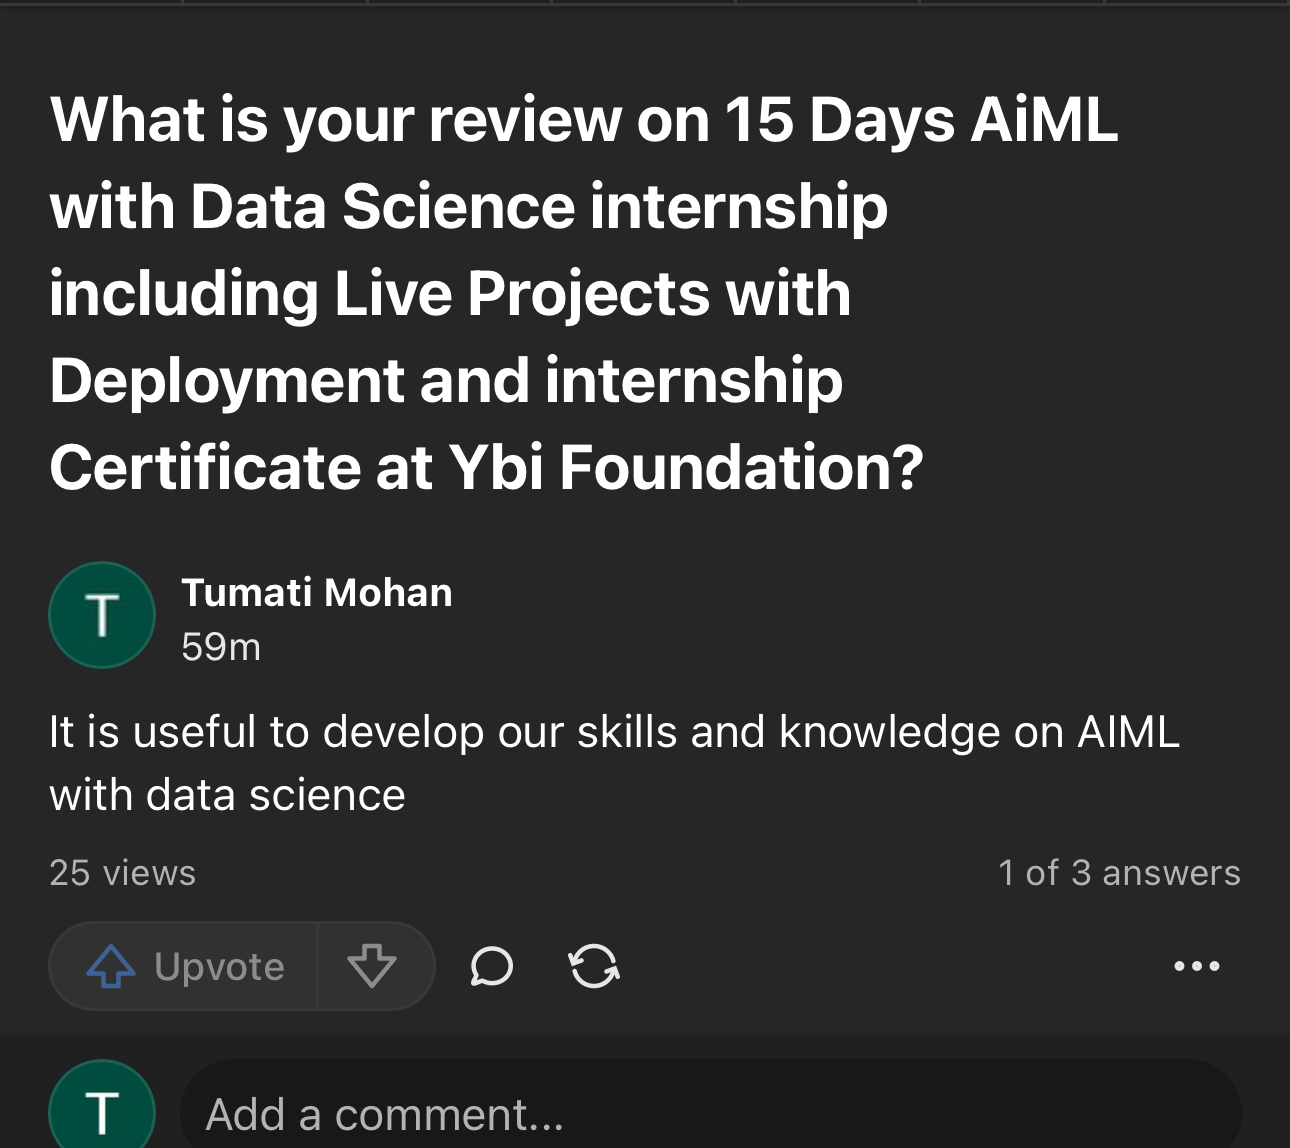 What is your review on 15 Days AiML
with Data Science internship
including Live Projects with
Deployment and internship
Certificate at Ybi Foundation?
T
Tumati Mohan
59m
It is useful to develop our skills and knowledge on AIML
with data science
25 views
1 of 3 answers
Upvote
T
Add a comment...